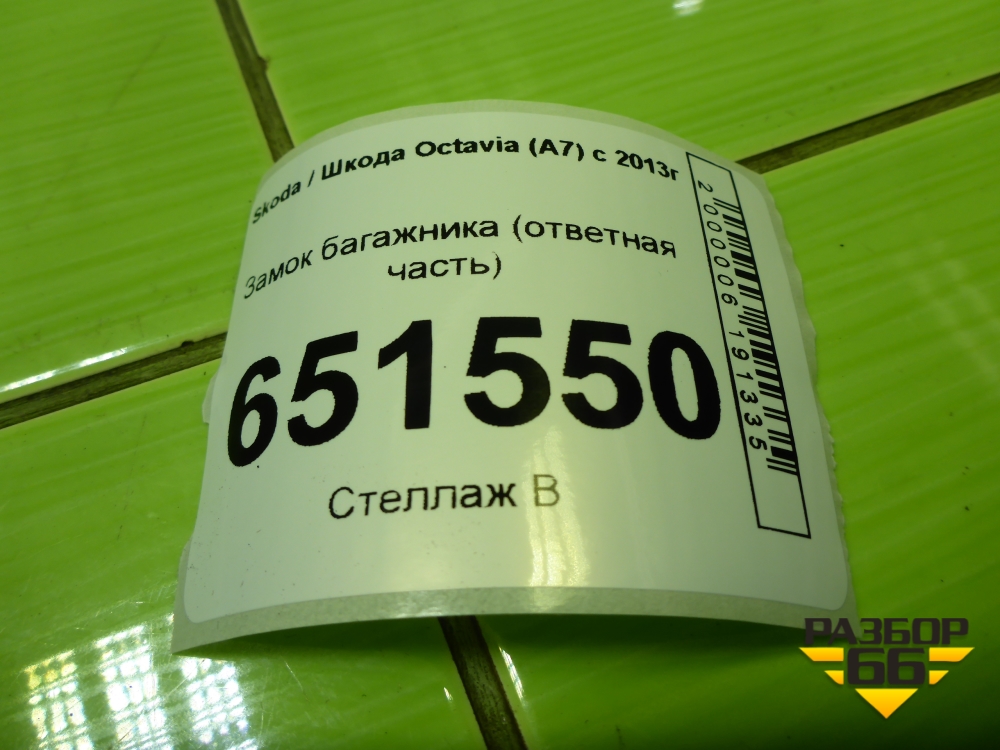 Skoda / Шкода Octavia (A7) с 2013г
Замок багажника (ответная
часть)
651550
Стеллаж В
2000006191335
РАЗБОР
66